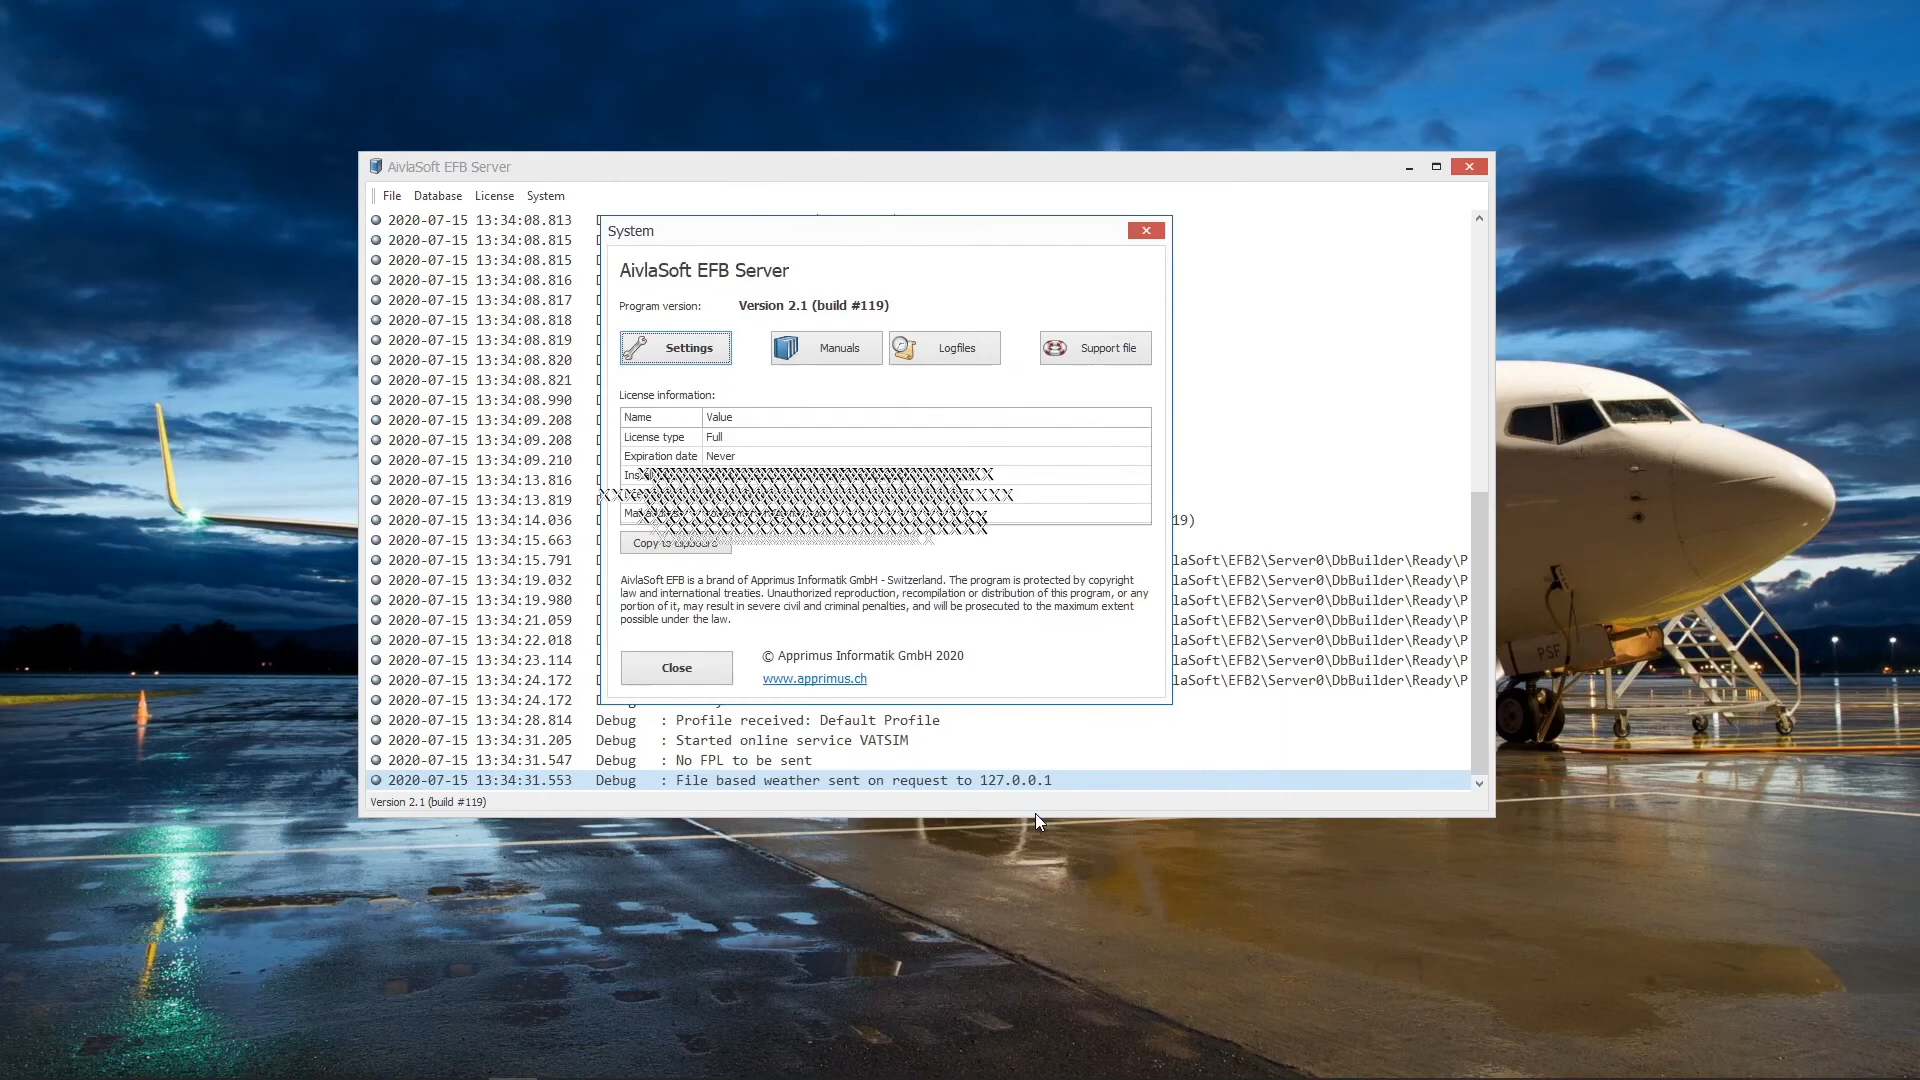 AivlaSoft EFB Server
File Database License System
2020-07-15 13:34:08.813
2020-07-15 13:34:08.815
2020-07-15 13:34:08.815
2020-07-15 13:34:08.816
2020-07-15 13:34:08.817
2020-07-15 13:34:08.818
2020-07-15 13:34:08.819
2020-07-15 13:34:08.820
2020-07-15 13:34:08.821
2020-07-15 13:34:08.990
2020-07-15 13:34:09.208
2020-07-15 13:34:09.208
2020-07-15 13:34:09.210
2020-07-15 13:34:13.816
2020-07-15 13:34:13.819
2020-07-15 13:34:14.036 19)
2020-07-15 13:34:15.663
2020-07-15 13:34:15.791 laSoft\EFB2\Server0\DbBuilder\Ready\P
2020-07-15 13:34:19.032 laSoft\EFB2\Server0\DbBuilder\Ready\P
2020-07-15 13:34:19.980 laSoft\EFB2\Server0\DbBuilder\Ready\P
2020-07-15 13:34:21.059 laSoft\EFB2\Server0\DbBuilder\Ready\P
2020-07-15 13:34:22.018 laSoft\EFB2\Server0\DbBuilder\Ready\P
2020-07-15 13:34:23.114 laSoft\EFB2\Server0\DbBuilder\Ready\P
2020-07-15 13:34:24.172 laSoft\EFB2\Server0\DbBuilder\Ready\P
2020-07-15 13:34:24.172
2020-07-15 13:34:28.814 Debug : Profile received: Default Profile
2020-07-15 13:34:31.205 Debug : Started online service VATSIM
2020-07-15 13:34:31.547 Debug : No FPL to be sent
2020-07-15 13:34:31.553 Debug : File based weather sent on request to 127.0.0.1
Version 2.1 (build #119)
System
AivlaSoft EFB Server
Program version: Version 2.1 (build #119)
Settings Manuals Logfiles Support file
License information:
Name Value
License type Full
Expiration date Never
Copy to clipboard
AivlaSoft EFB is a brand of Apprimus Informatik GmbH - Switzerland. The program is protected by copyright
law and international treaties. Unauthorized reproduction, recompilation or distribution of this program, or any
portion of it, may result in severe civil and criminal penalties, and will be prosecuted to the maximum extent
possible under the law.
Close
© Apprimus Informatik GmbH 2020
www.apprimus.ch
PSF